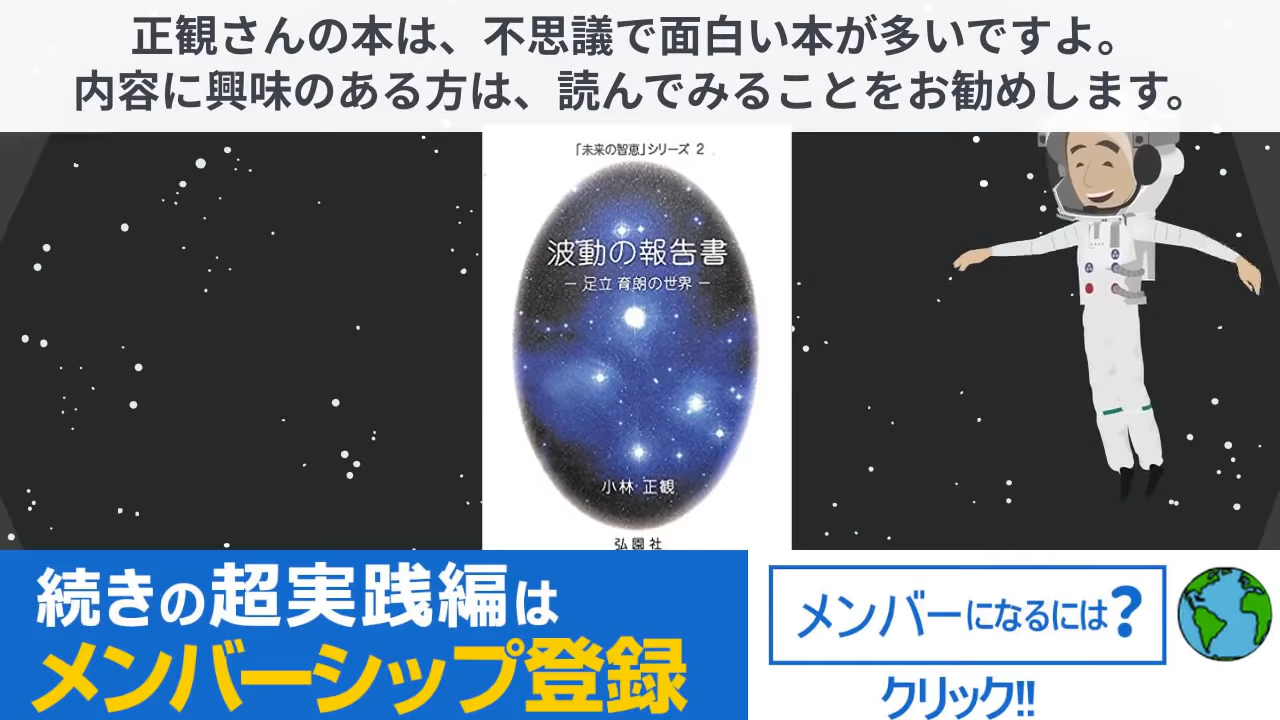 正観さんの本は、不思議で面白い本が多いですよ。
内容に興味のある方は、読んでみることをお勧めします。
「未来の智恵」シリーズ 2
波動の報告書
− 足立 育朗の世界 −
小林 正観
弘園社
続きの超実践編は
メンバーシップ登録
メンバーになるには?
クリック!!